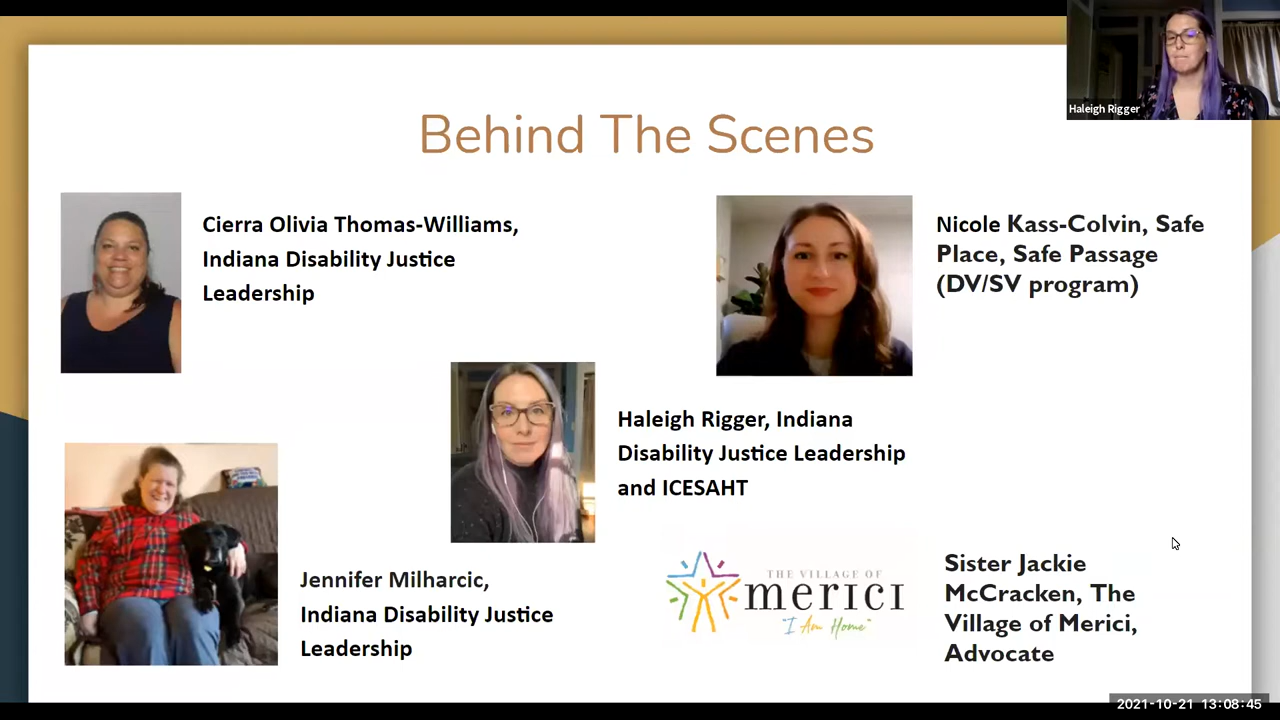 Haleigh Rigger
Behind The Scenes
Cierra Olivia Thomas-Williams,
Indiana Disability Justice
Leadership
Nicole Kass-Colvin, Safe
Place, Safe Passage
(DV/SV program)
Haleigh Rigger, Indiana
Disability Justice Leadership
and ICESAHT
Jennifer Milharcic,
Indiana Disability Justice
Leadership
THE VILLAGE OF
merici
"I Am Home"
Sister Jackie
McCracken, The
Village of Merici,
Advocate
2021-10-21 13:08:45